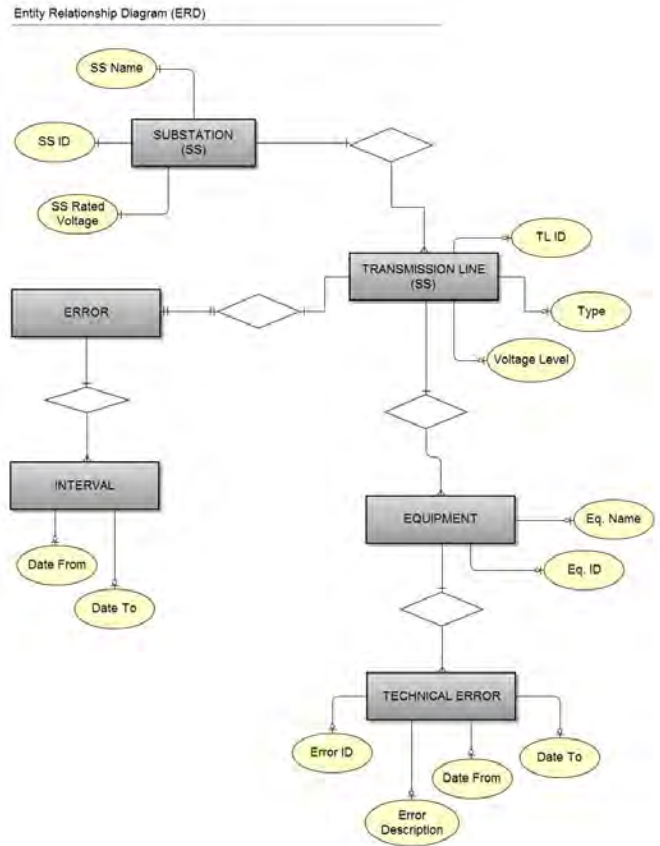 Entity Relationship Diagram (ERD)
SS Name
SS ID
SUBSTATION
(SS)
SS Rated
Voltage
TL ID
TRANSMISSION LINE
(SS)
ERROR
Type
Voltage Level
INTERVAL
EQUIPMENT
Eq. Name
Date From
Eq. ID
Date To
TECHNICAL ERROR
Error ID
Date From
Date To
Error
Description